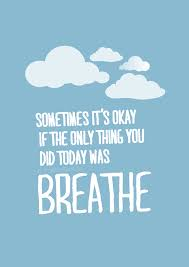 SOMETIMES IT'S OKAY
IF THE ONLY THING YOU
DID TODAY WAS
BREATHE